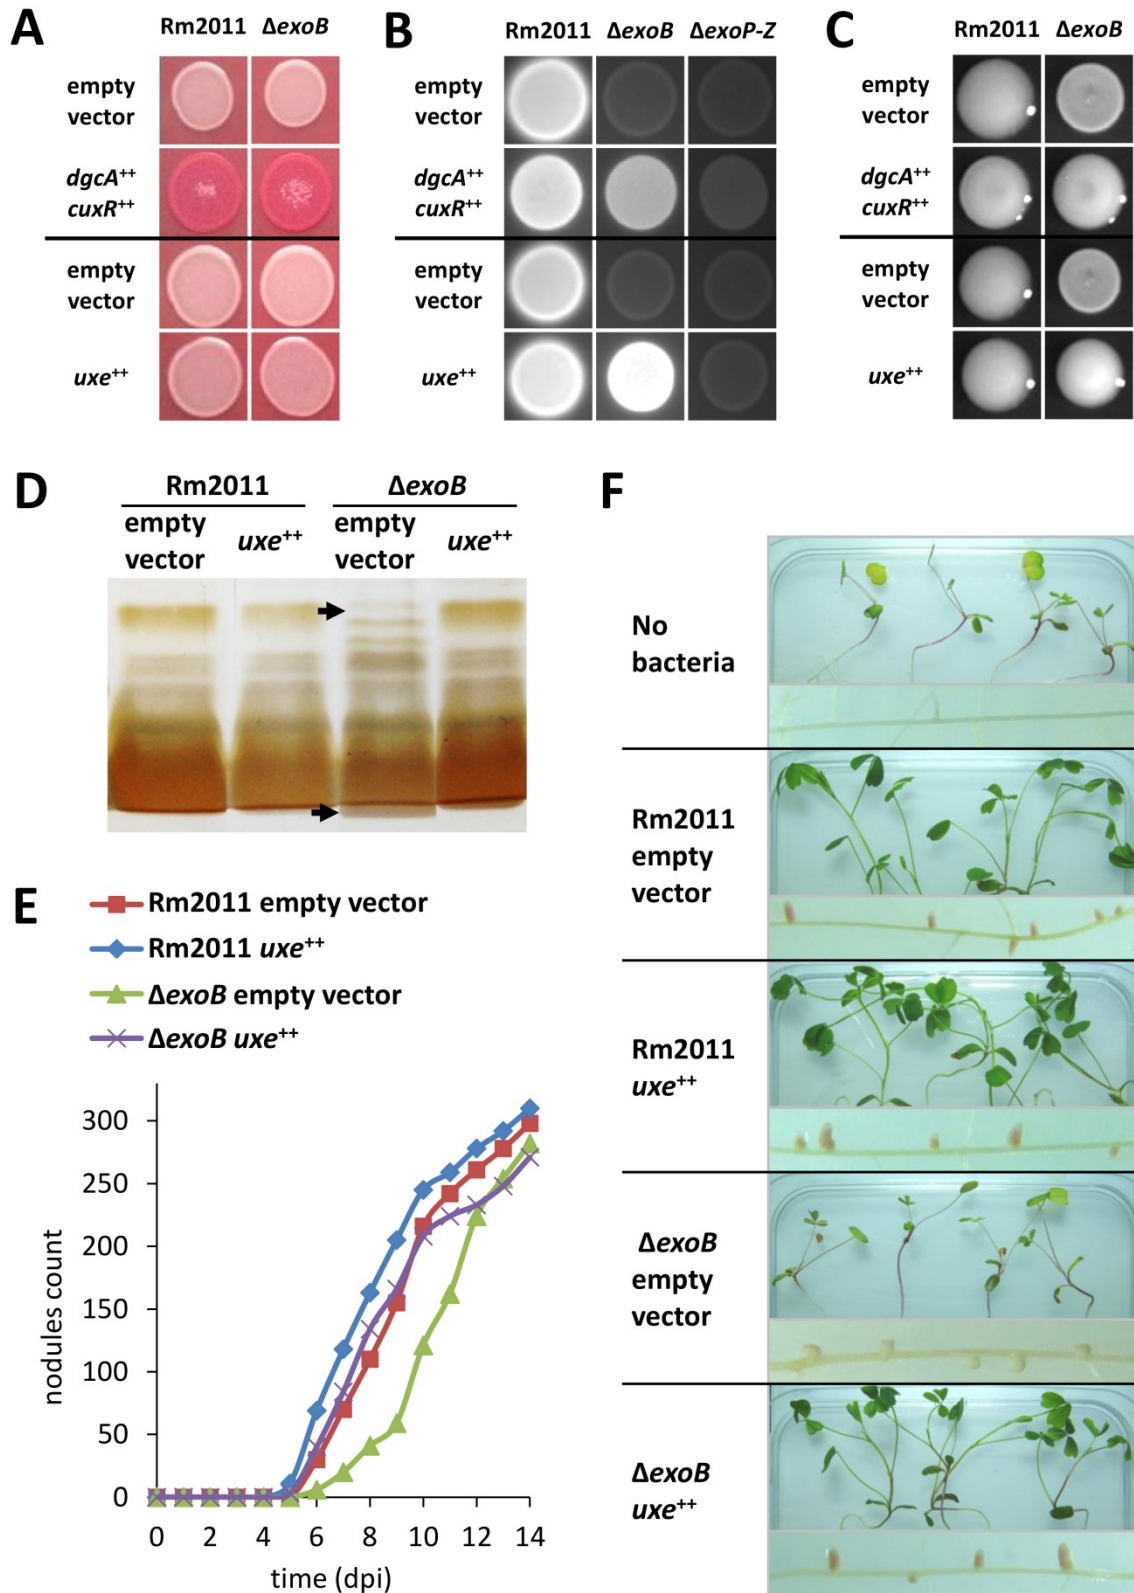 A
Rm2011 ΔexoB
empty
vector
dgcA++
cuxR++
empty
vector
uxe++
B
Rm2011 ΔexoB ΔexoP-Z
empty
vector
dgcA++
cuxR++
empty
vector
uxe++
C
Rm2011 ΔexoB
empty
vector
dgcA++
cuxR++
empty
vector
uxe++
D
Rm2011 ΔexoB
empty
vector
uxe++
empty
vector
uxe++
E
Rm2011 empty vector
Rm2011 uxe++
ΔexoB empty vector
ΔexoB uxe++
nodules count
300
250
200
150
100
50
0
0 2 4 6 8 10 12 14
time (dpi)
F
No
bacteria
Rm2011
empty
vector
Rm2011
uxe++
ΔexoB
empty
vector
ΔexoB
uxe++